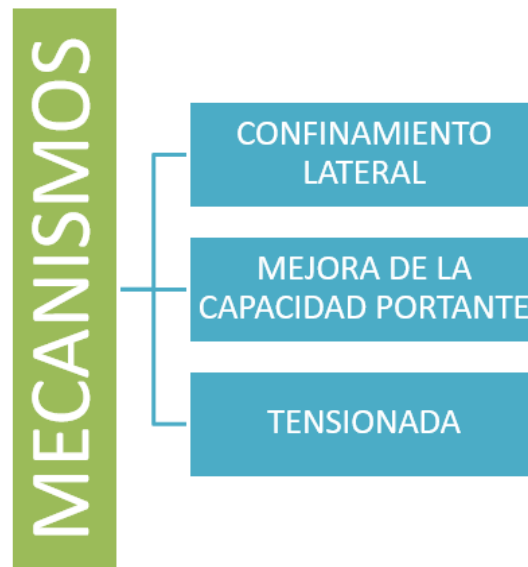 MECANISMOS
CONFINAMIENTO
LATERAL
MEJORA DE LA
CAPACIDAD PORTANTE
TENSIONADA